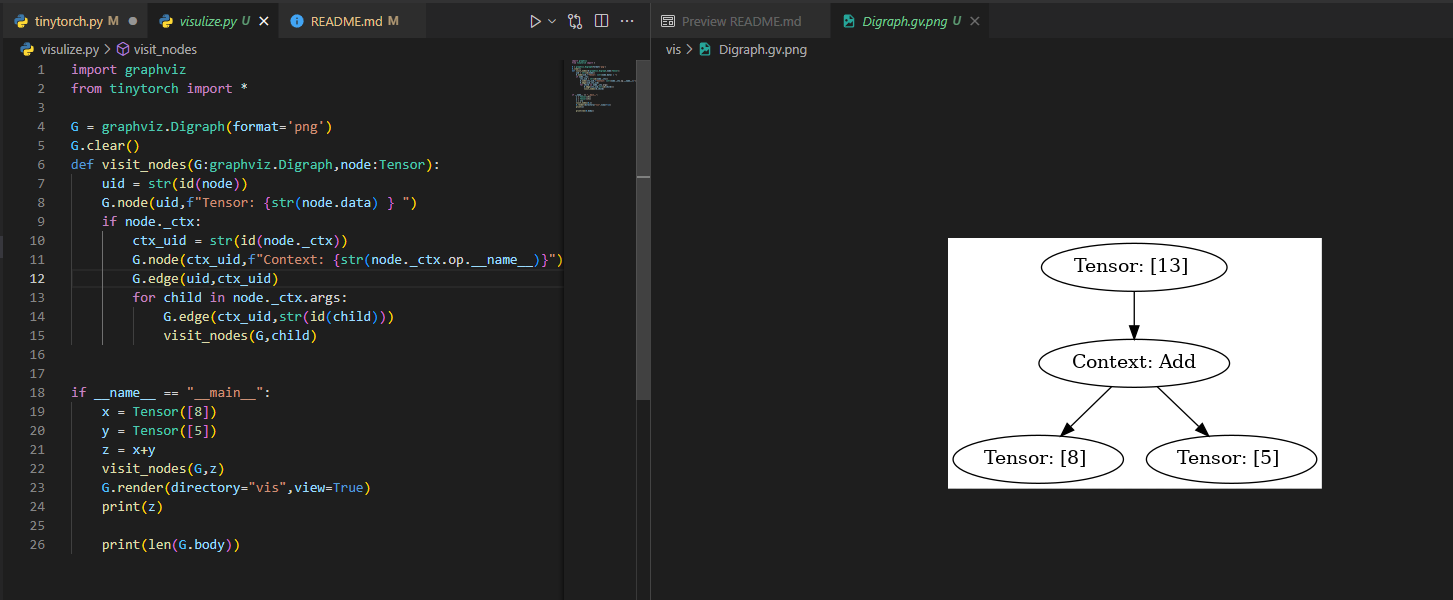 tinytorch.py M
visulize.py U
README.md M
Preview README.md
Digraph.gv.png U
visulize.py > visit_nodes
vis > Digraph.gv.png
1 import graphviz
2 from tinytorch import *
3
4 G = graphviz.Digraph(format='png')
5 G.clear()
6 def visit_nodes(G:graphviz.Digraph,node:Tensor):
7     uid = str(id(node))
8     G.node(uid,f"Tensor: {str(node.data) } ")
9     if node._ctx:
10         ctx_uid = str(id(node._ctx))
11         G.node(ctx_uid,f"Context: {str(node._ctx.op.__name__)}")
12         G.edge(uid,ctx_uid)
13         for child in node._ctx.args:
14             G.edge(ctx_uid,str(id(child)))
15             visit_nodes(G,child)
16
17
18 if __name__ == "__main__":
19     x = Tensor([8])
20     y = Tensor([5])
21     z = x+y
22     visit_nodes(G,z)
23     G.render(directory="vis",view=True)
24     print(z)
25
26     print(len(G.body))
Tensor: [13]
Context: Add
Tensor: [8]
Tensor: [5]